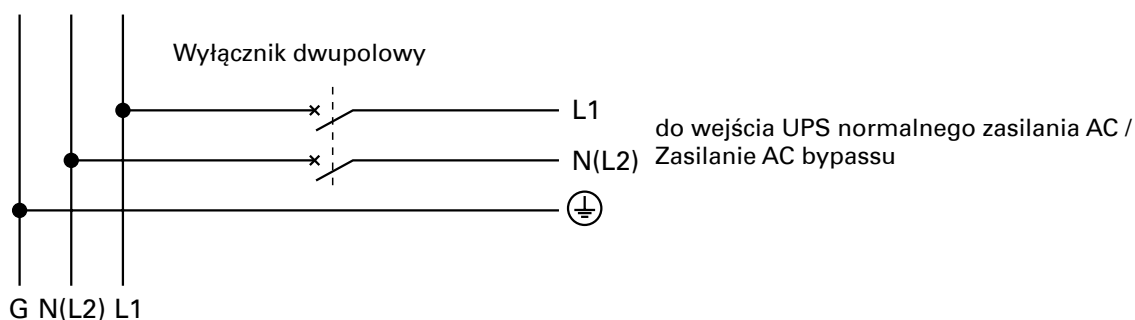 Wyłącznik dwupolowy
L1
do wejścia UPS normalnego zasilania AC /
N(L2)
Zasilanie AC bypassu
G N(L2) L1